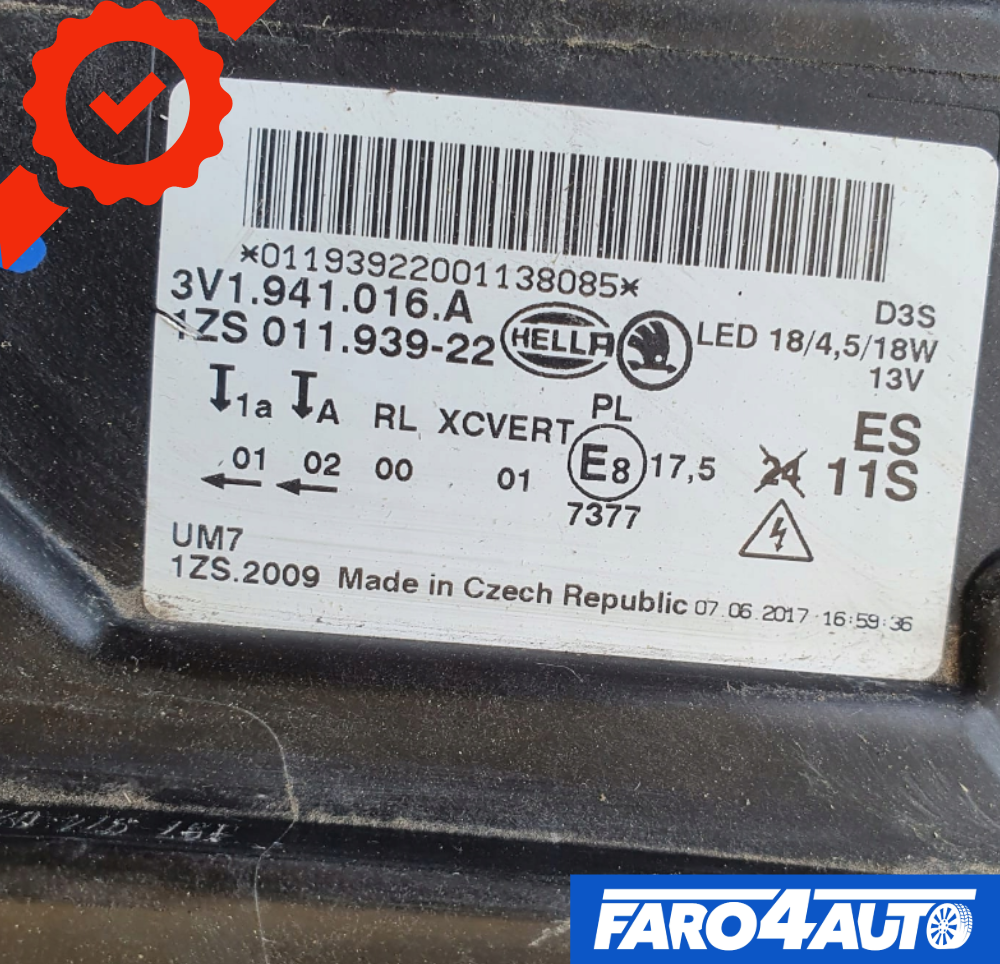 *01193922001138085*
3V1.941.016.A
D3S
1ZS 011.939-22
HELLA
LED 18/4,5/18W
13V
1a A RL XCVERT PL
ES
01 02 00 01 E8 17,5 24 11S
7377
UM7
1ZS.2009 Made in Czech Republic 07.06.2017 16:59:36
FARO4AUTO